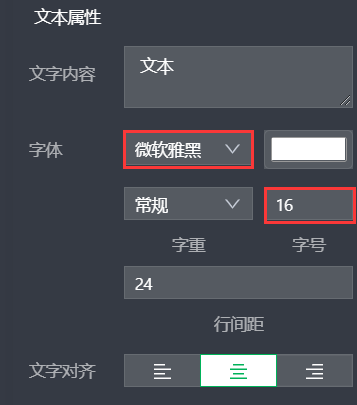 文本属性
文字内容 文本
字体 微软雅黑
常规 16
字重 字号
24
行间距
文字对齐